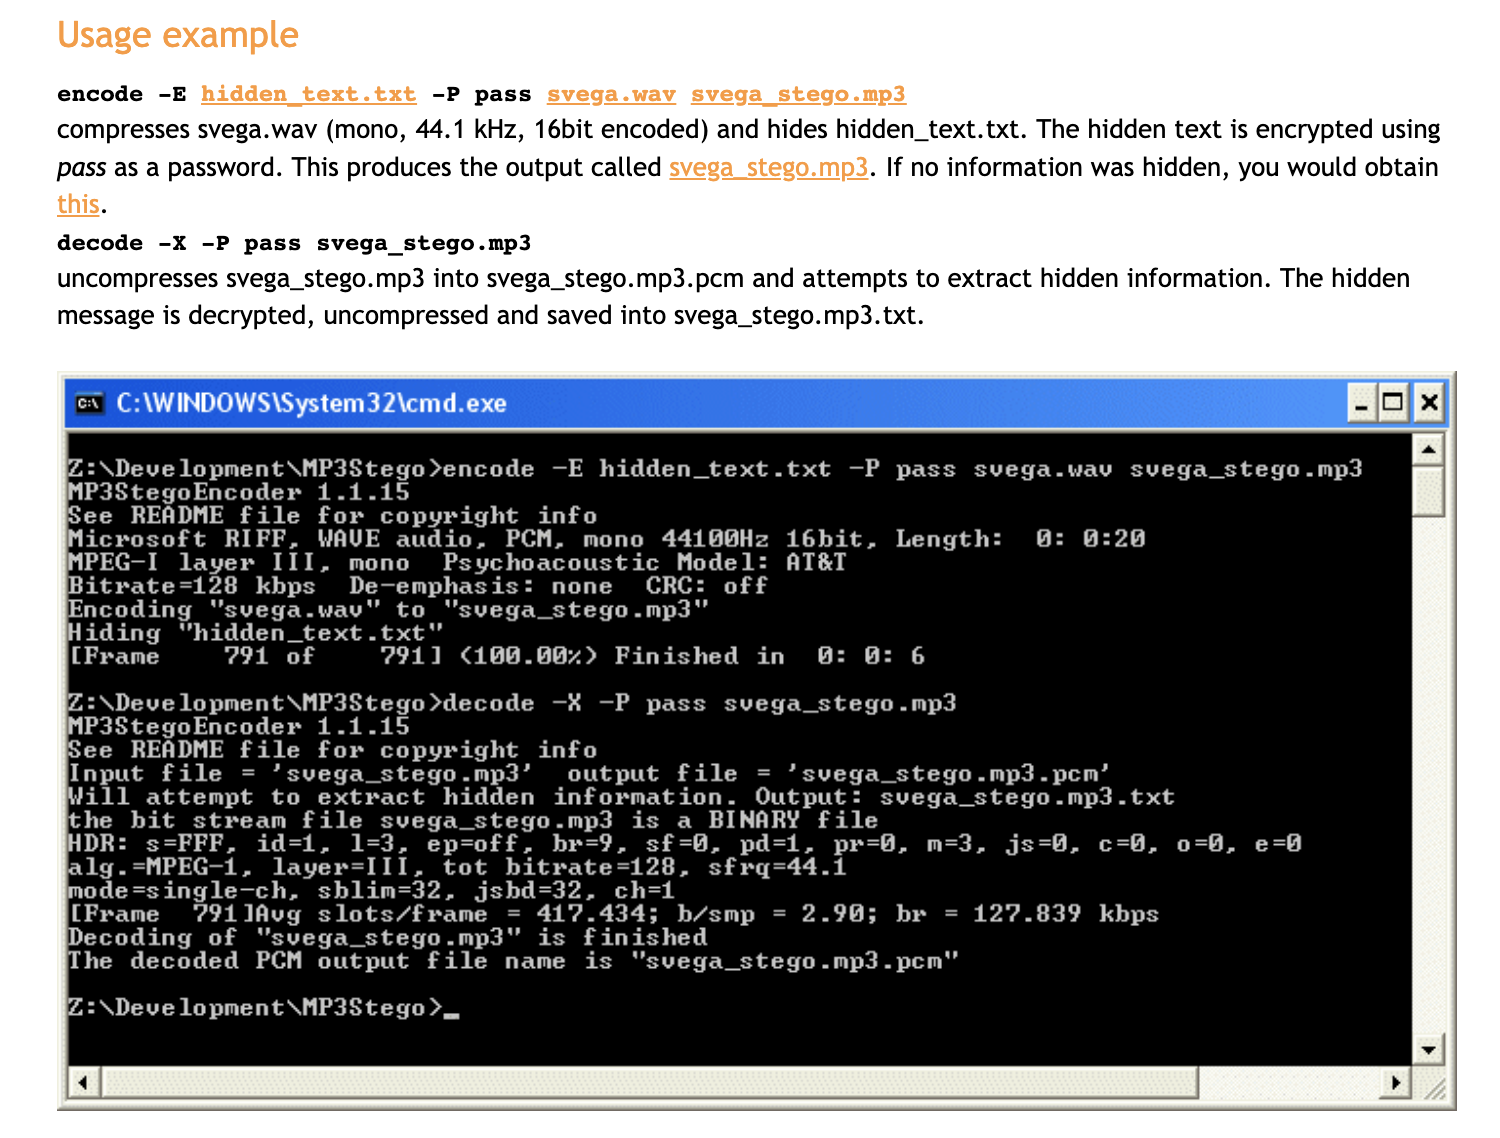 Usage example
encode -E hidden_text.txt -P pass svega.wav svega_stego.mp3
compresses svega.wav (mono, 44.1 kHz, 16bit encoded) and hides hidden_text.txt. The hidden text is encrypted using
pass as a password. This produces the output called svega_stego.mp3. If no information was hidden, you would obtain
this.
decode -X -P pass svega_stego.mp3
uncompresses svega_stego.mp3 into svega_stego.mp3.pcm and attempts to extract hidden information. The hidden
message is decrypted, uncompressed and saved into svega_stego.mp3.txt.
C:\WINDOWS\System32\cmd.exe
Z:\Development\MP3Stego>encode -E hidden_text.txt -P pass svega.wav svega_stego.mp3
MP3StegoEncoder 1.1.15
See README file for copyright info
Microsoft RIFF, WAVE audio, PCM, mono 44100Hz 16bit, Length:  0: 0:20
MPEG-I layer III, mono  Psychoacoustic Model: AT&T
Bitrate=128 kbps  De-emphasis: none  CRC: off
Encoding "svega.wav" to "svega_stego.mp3"
Hiding "hidden_text.txt"
[Frame    791 of    791] (100.00%) Finished in  0: 0: 6
Z:\Development\MP3Stego>decode -X -P pass svega_stego.mp3
MP3StegoEncoder 1.1.15
See README file for copyright info
Input file = 'svega_stego.mp3'  output file = 'svega_stego.mp3.pcm'
Will attempt to extract hidden information. Output: svega_stego.mp3.txt
the bit stream file svega_stego.mp3 is a BINARY file
HDR: s=FFF, id=1, l=3, ep=off, br=9, sf=0, pd=1, pr=0, m=3, js=0, c=0, o=0, e=0
alg.=MPEG-1, layer=III, tot bitrate=128, sfrq=44.1
mode=single-ch, sblim=32, jsbd=32, ch=1
[Frame  791]Avg slots/frame = 417.434; b/smp = 2.90; br = 127.839 kbps
Decoding of "svega_stego.mp3" is finished
The decoded PCM output file name is "svega_stego.mp3.pcm"
Z:\Development\MP3Stego>_